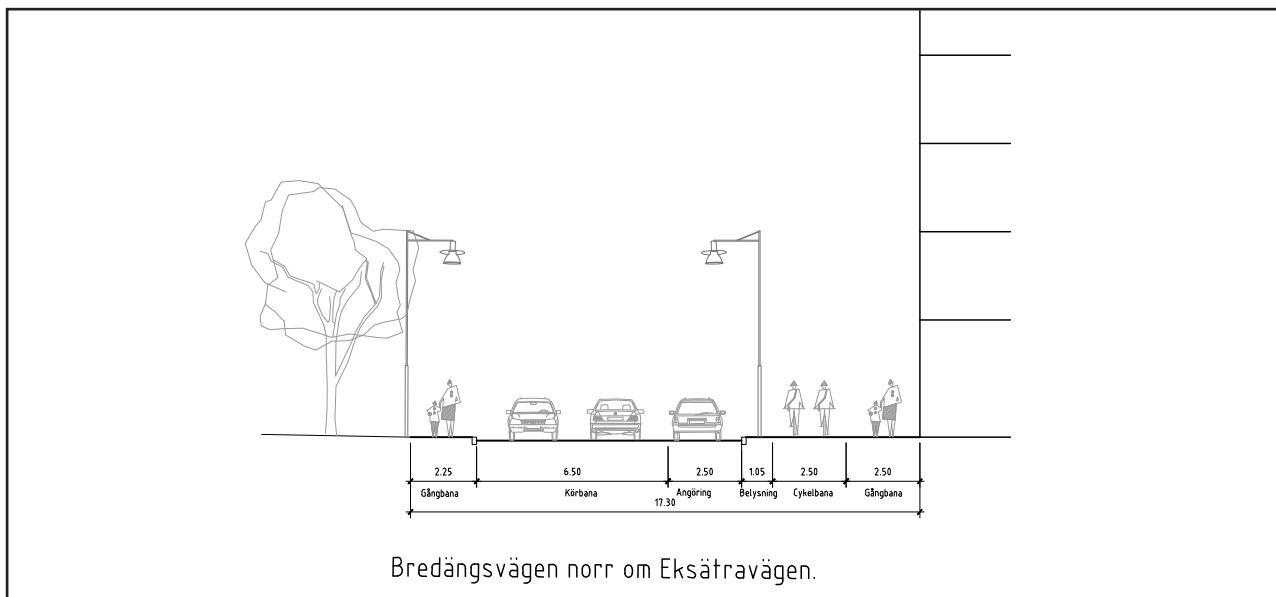 2.25 6.50 2.50 1.05 2.50 2.50
Gångbana Körbana Angöring Belysning Cykelbana Gångbana
17.30
Bredängsvägen norr om Eksätravägen.